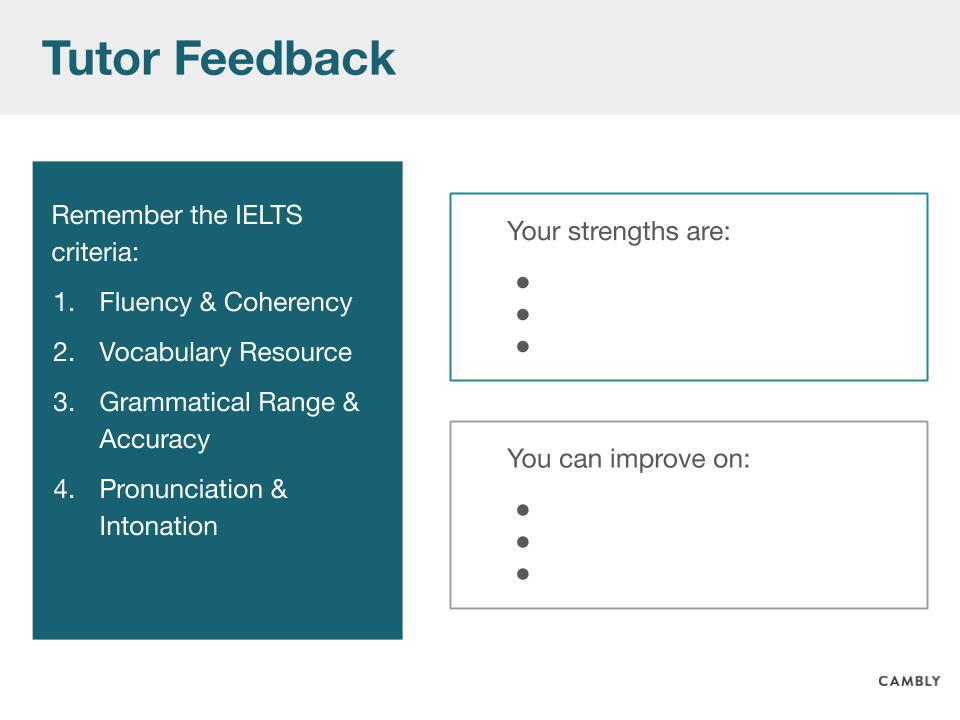 Tutor Feedback
Remember the IELTS
criteria:
1. Fluency & Coherency
2. Vocabulary Resource
3. Grammatical Range &
Accuracy
4. Pronunciation &
Intonation
Your strengths are:
●
●
●
You can improve on:
●
●
●
CAMBLY